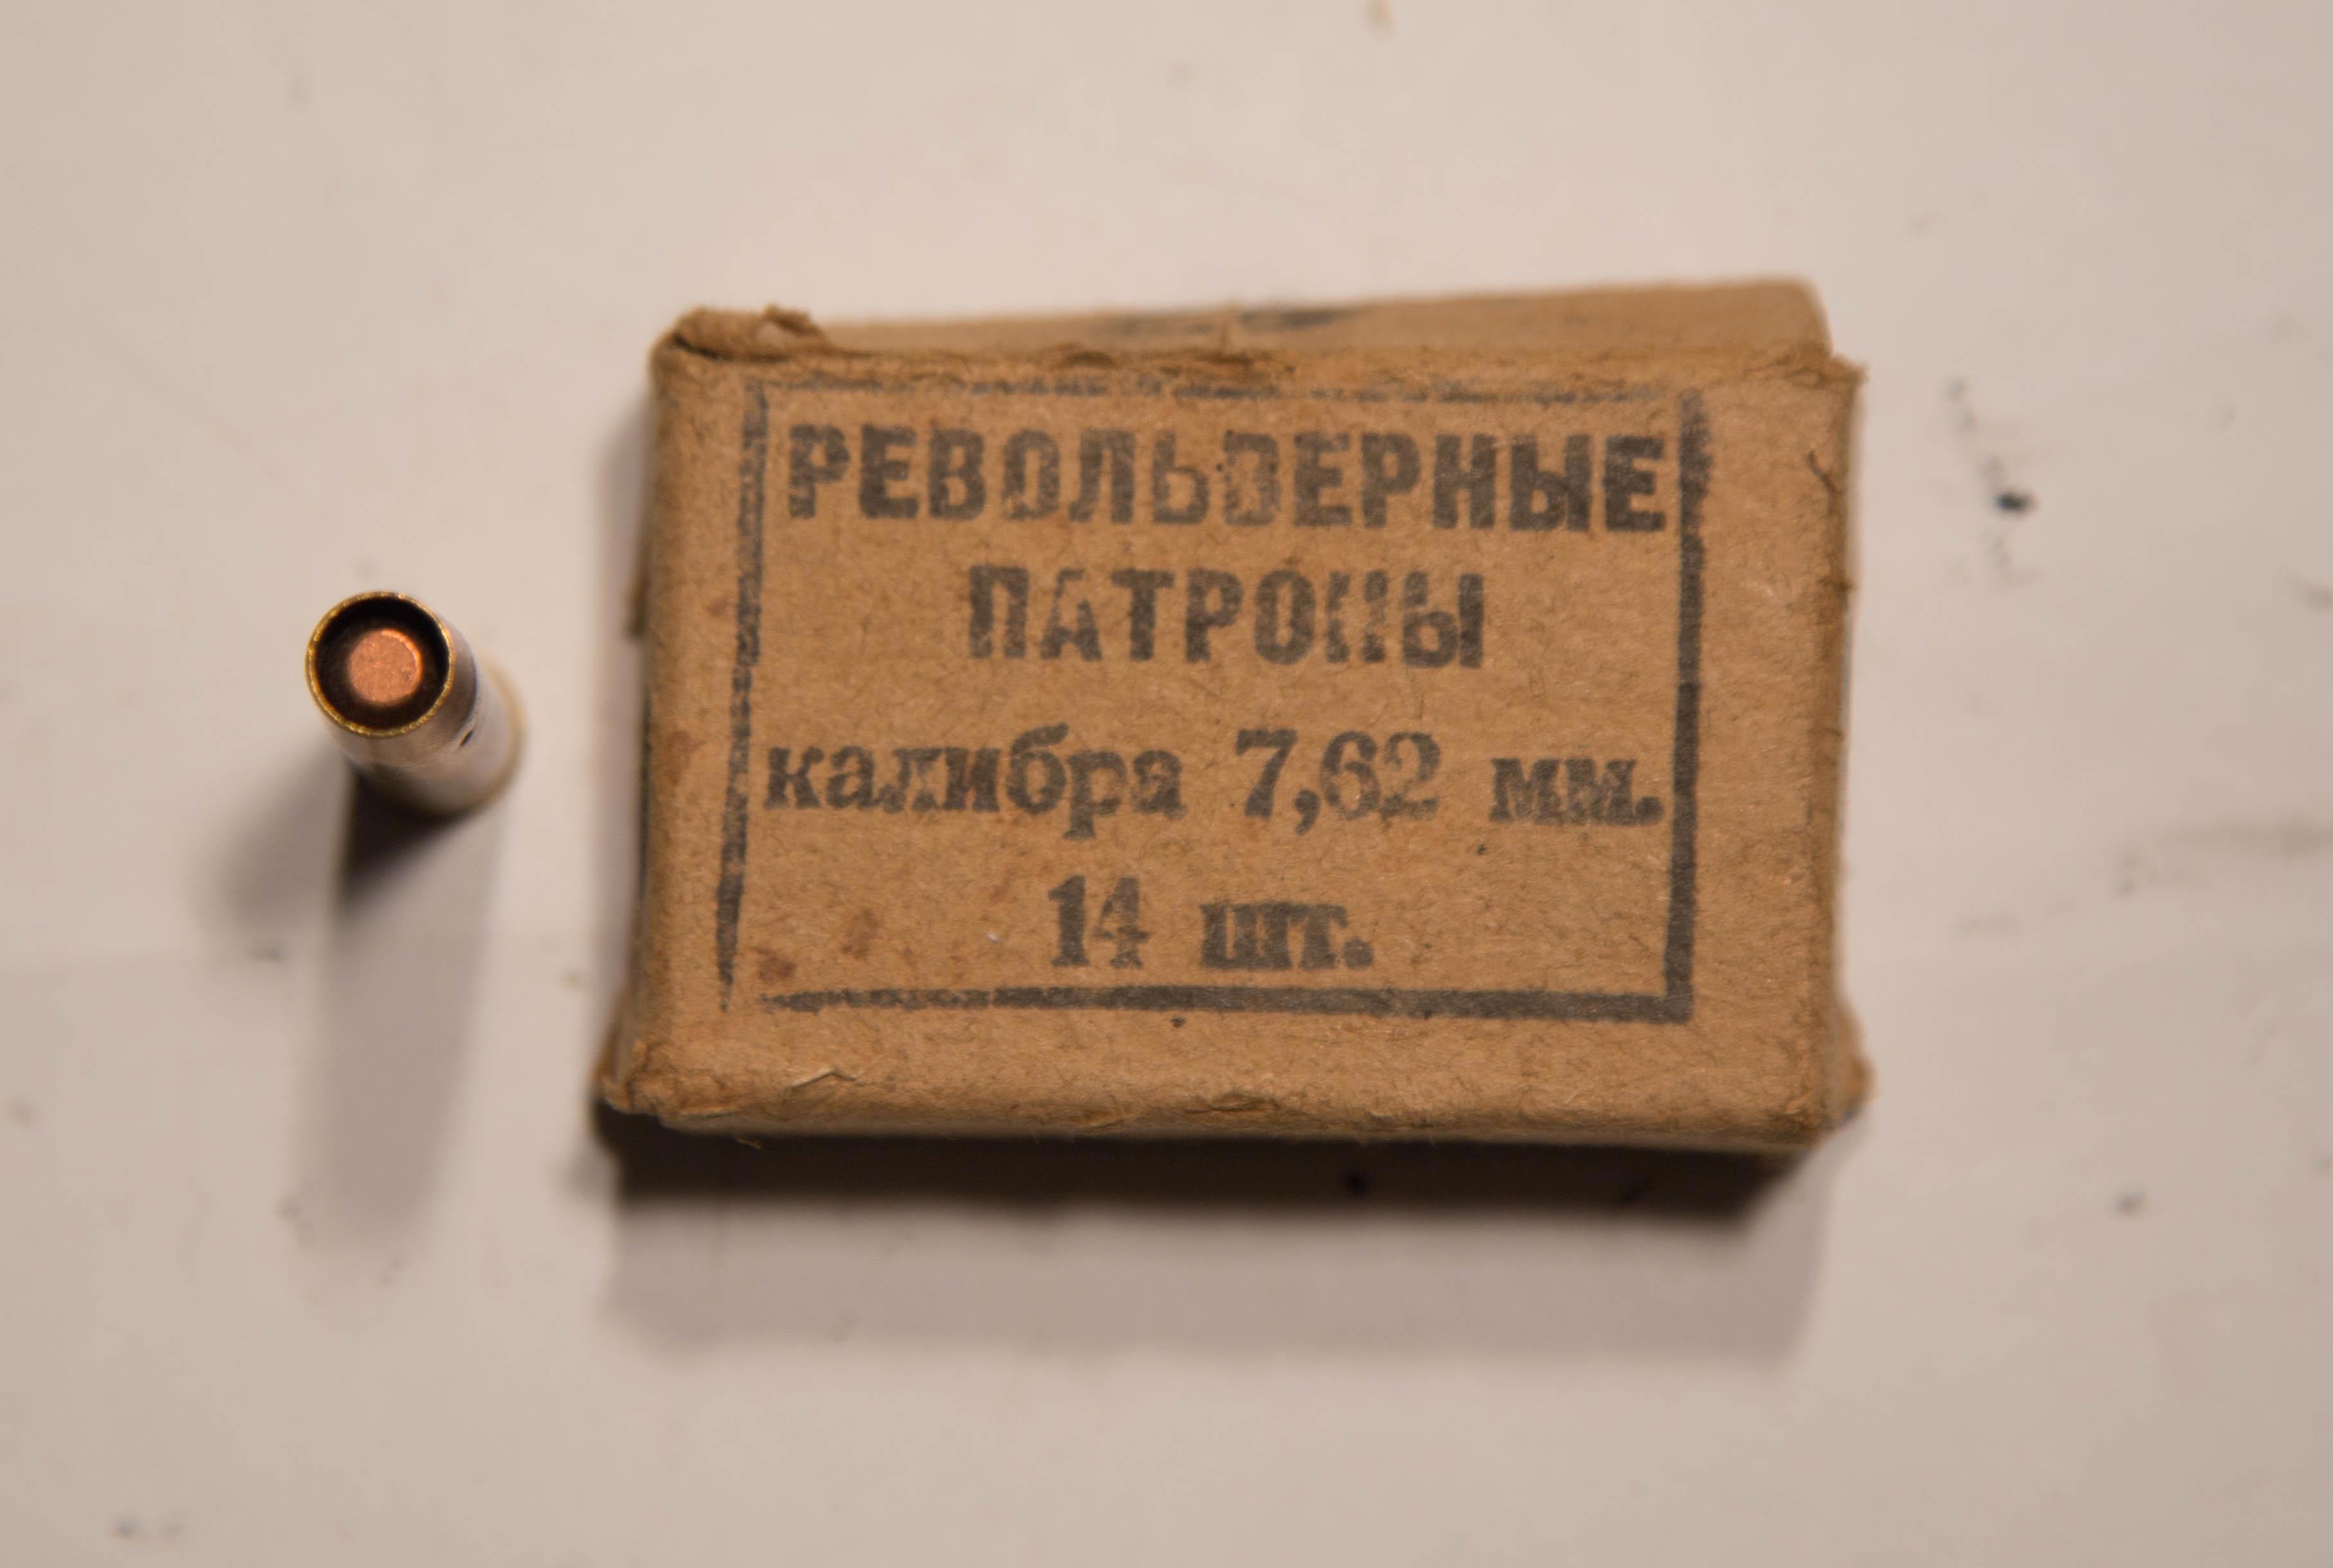 РЕВОЛЬВЕРНЫЕ
ПАТРОНЫ
калибра 7,62 мм.
14 шт.